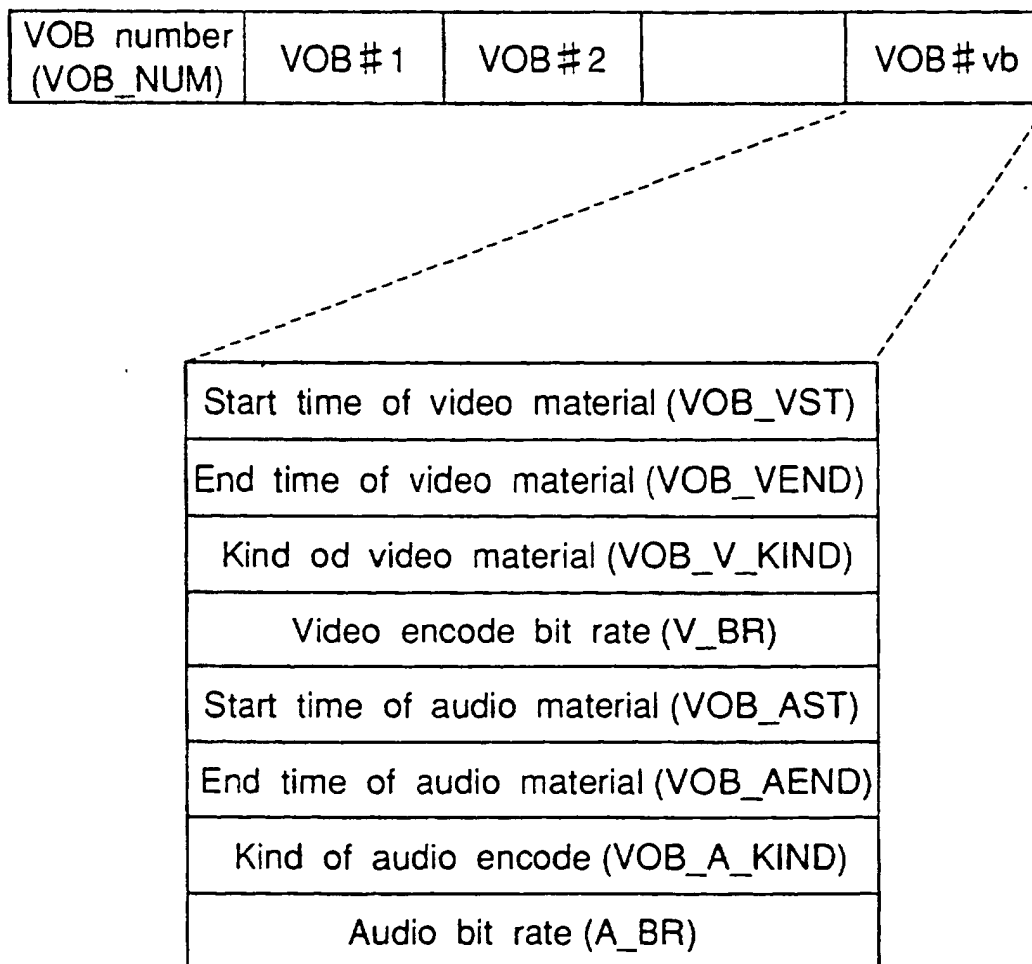 VOB number
(VOB_NUM)
VOB#1
VOB#2
VOB#vb
Start time of video material (VOB_VST)
End time of video material (VOB_VEND)
Kind od video material (VOB_V_KIND)
Video encode bit rate (V_BR)
Start time of audio material (VOB_AST)
End time of audio material (VOB_AEND)
Kind of audio encode (VOB_A_KIND)
Audio bit rate (A_BR)